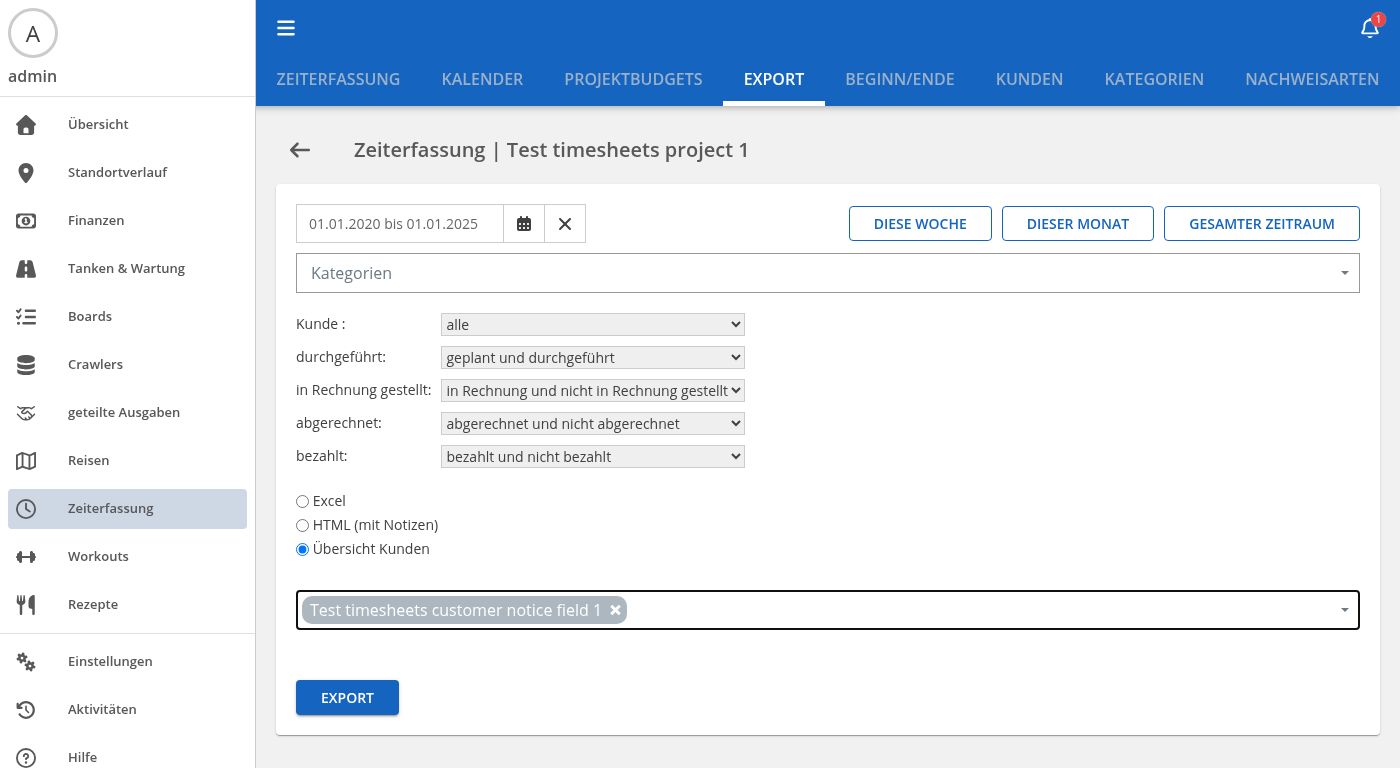 A
admin
Übersicht
Standortverlauf
Finanzen
Tanken & Wartung
Boards
Crawlers
geteilte Ausgaben
Reisen
Zeiterfassung
Workouts
Rezepte
Einstellungen
Aktivitäten
Hilfe
1
ZEITERFASSUNG KALENDER PROJEKTBUDGETS EXPORT BEGINN/ENDE KUNDEN KATEGORIEN NACHWEISARTEN
Zeiterfassung | Test timesheets project 1
01.01.2020 bis 01.01.2025 DIESE WOCHE DIESER MONAT GESAMTER ZEITRAUM
Kategorien
Kunde : alle
durchgeführt: geplant und durchgeführt
in Rechnung gestellt: in Rechnung und nicht in Rechnung gestellt
abgerechnet: abgerechnet und nicht abgerechnet
bezahlt: bezahlt und nicht bezahlt
Excel
HTML (mit Notizen)
Übersicht Kunden
Test timesheets customer notice field 1
EXPORT